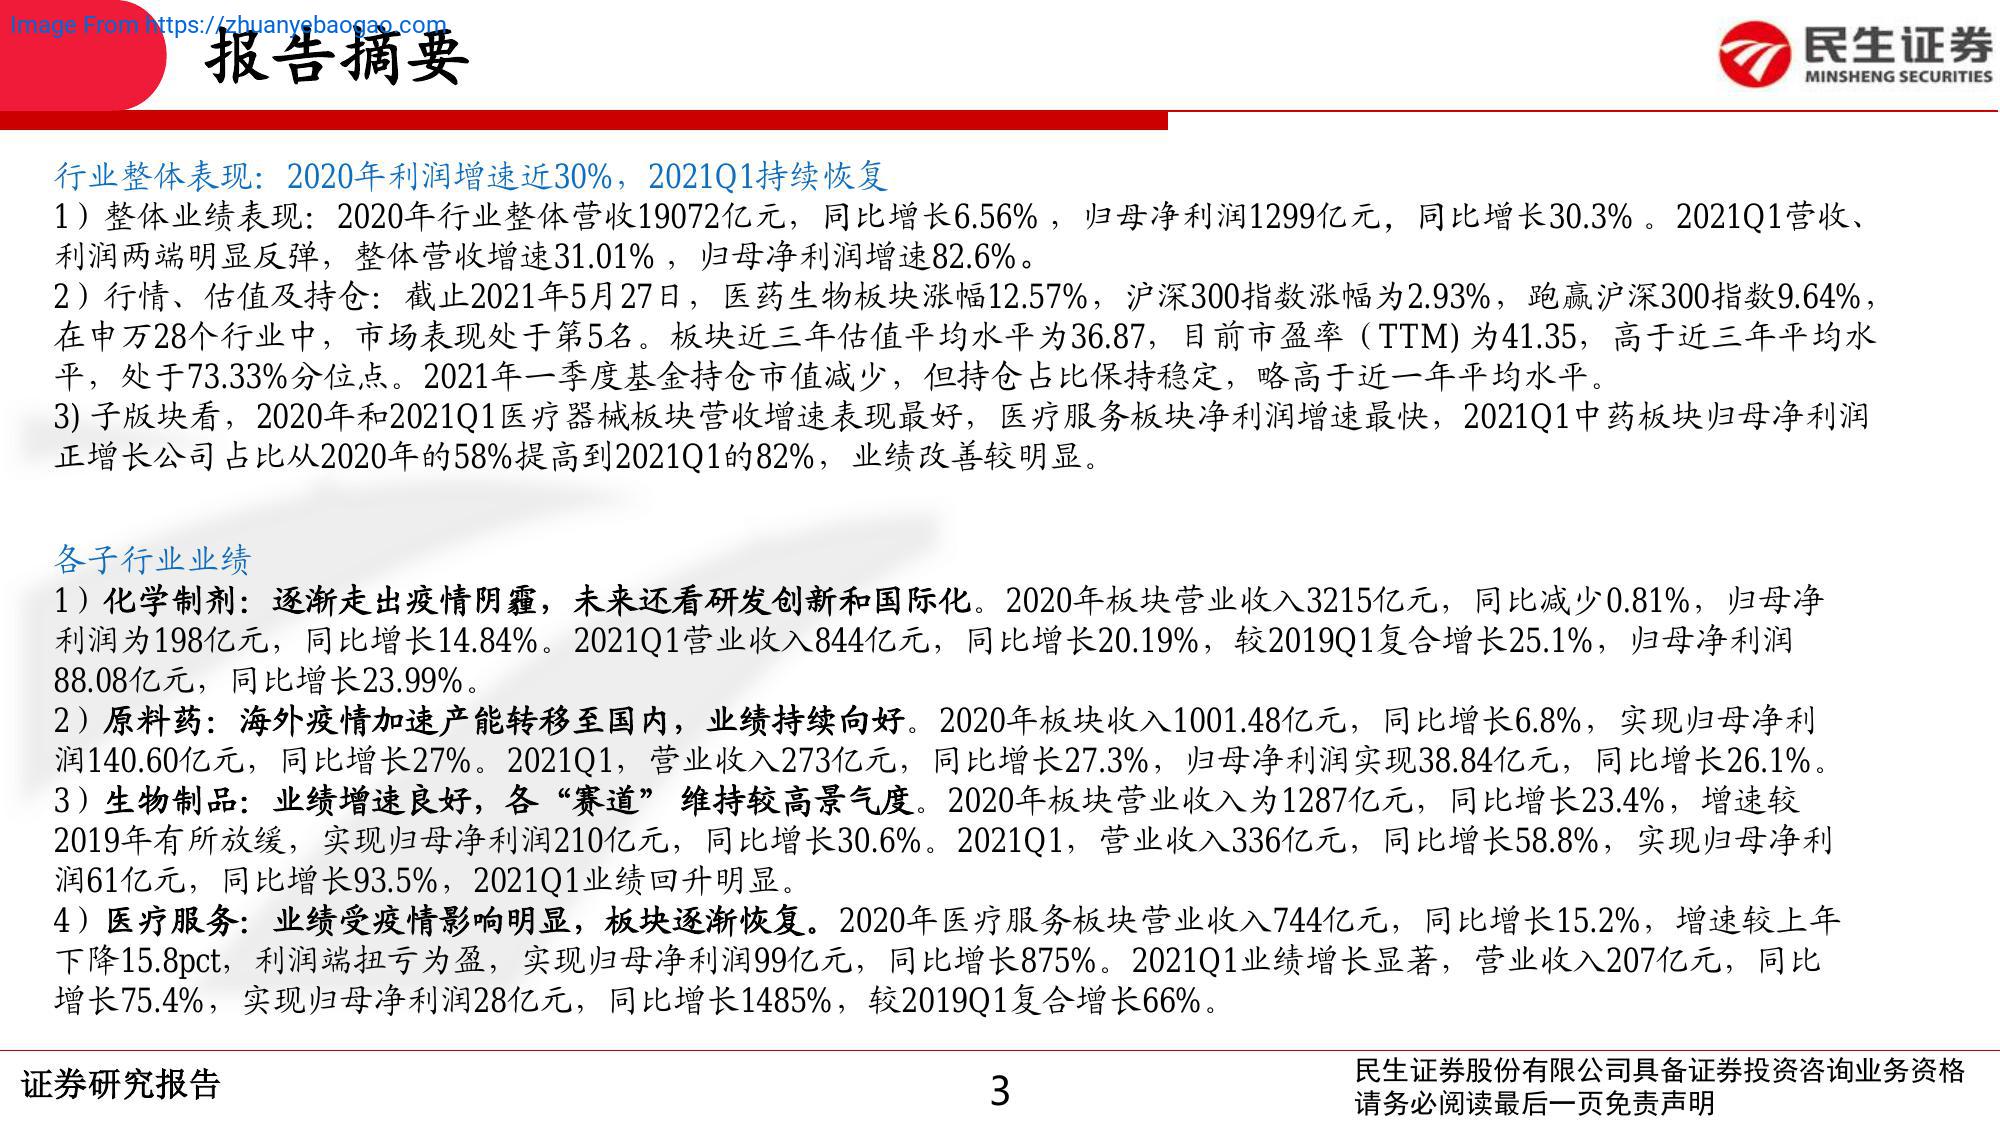 Image From https://zhuanyebaogao.com
报告摘要
民生证券
MINSHENG SECURITIES
行业整体表现：2020年利润增速近30%，2021Q1持续恢复
1）整体业绩表现：2020年行业整体营收19072亿元，同比增长6.56% ，归母净利润1299亿元，同比增长30.3% 。2021Q1营收、
利润两端明显反弹，整体营收增速31.01% ，归母净利润增速82.6%。
2）行情、估值及持仓：截止2021年5月27日，医药生物板块涨幅12.57%，沪深300指数涨幅为2.93%，跑赢沪深300指数9.64%，
在申万28个行业中，市场表现处于第5名。板块近三年估值平均水平为36.87，目前市盈率（TTM) 为41.35，高于近三年平均水
平，处于73.33%分位点。2021年一季度基金持仓市值减少，但持仓占比保持稳定，略高于近一年平均水平。
3) 子版块看，2020年和2021Q1医疗器械板块营收增速表现最好，医疗服务板块净利润增速最快，2021Q1中药板块归母净利润
正增长公司占比从2020年的58%提高到2021Q1的82%，业绩改善较明显。
各子行业业绩
1）化学制剂：逐渐走出疫情阴霾，未来还看研发创新和国际化。2020年板块营业收入3215亿元，同比减少0.81%，归母净
利润为198亿元，同比增长14.84%。2021Q1营业收入844亿元，同比增长20.19%，较2019Q1复合增长25.1%，归母净利润
88.08亿元，同比增长23.99%。
2）原料药：海外疫情加速产能转移至国内，业绩持续向好。2020年板块收入1001.48亿元，同比增长6.8%，实现归母净利
润140.60亿元，同比增长27%。2021Q1，营业收入273亿元，同比增长27.3%，归母净利润实现38.84亿元，同比增长26.1%。
3）生物制品：业绩增速良好，各“赛道” 维持较高景气度。2020年板块营业收入为1287亿元，同比增长23.4%，增速较
2019年有所放缓，实现归母净利润210亿元，同比增长30.6%。2021Q1，营业收入336亿元，同比增长58.8%，实现归母净利
润61亿元，同比增长93.5%，2021Q1业绩回升明显。
4）医疗服务：业绩受疫情影响明显，板块逐渐恢复。2020年医疗服务板块营业收入744亿元，同比增长15.2%，增速较上年
下降15.8pct，利润端扭亏为盈，实现归母净利润99亿元，同比增长875%。2021Q1业绩增长显著，营业收入207亿元，同比
增长75.4%，实现归母净利润28亿元，同比增长1485%，较2019Q1复合增长66%。
证券研究报告
3
民生证券股份有限公司具备证券投资咨询业务资格
请务必阅读最后一页免责声明